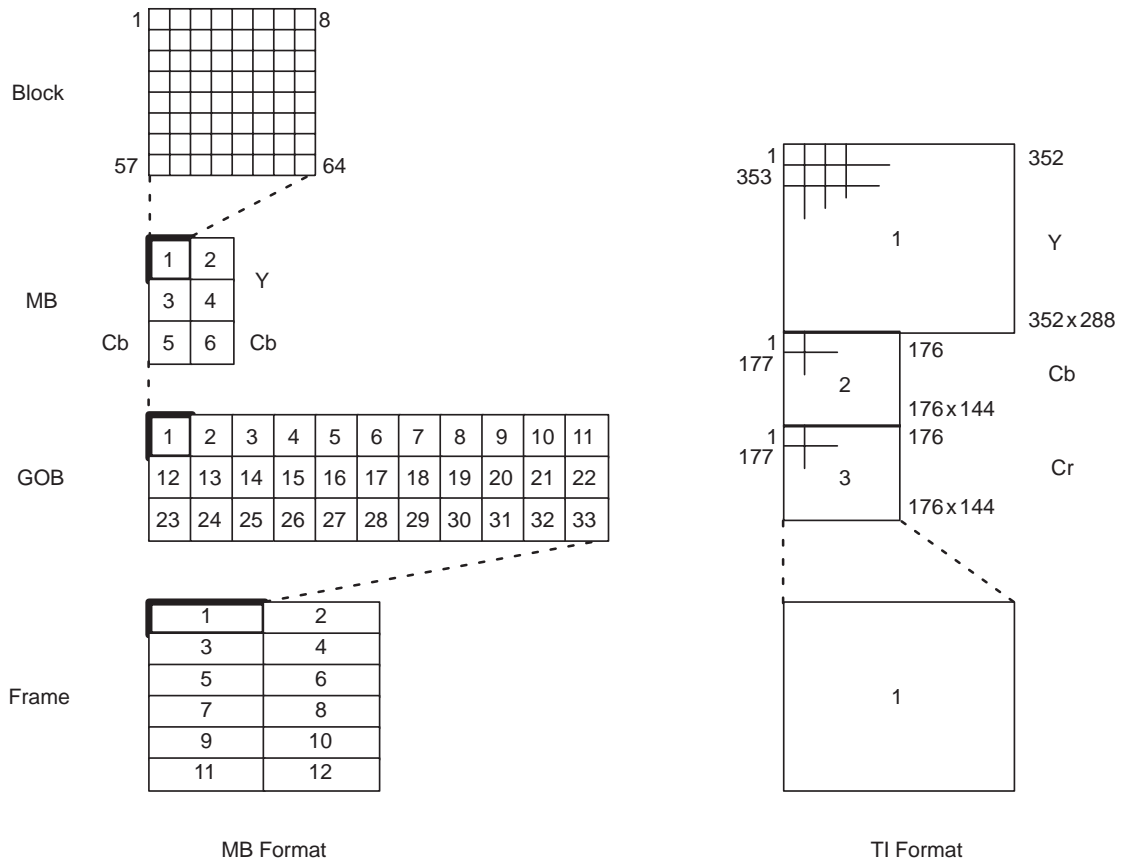 1 8
Block
57 64
1 2
Y
MB
3 4
Cb 5 6 Cb
1 2 3 4 5 6 7 8 9 10 11
GOB
12 13 14 15 16 17 18 19 20 21 22
23 24 25 26 27 28 29 30 31 32 33
1 2
3 4
5 6
Frame
7 8
9 10
11 12
MB Format
1 352
353
1 Y
352 x 288
1
177 176
2 Cb
176 x 144
1 176
177
3 Cr
176 x 144
1
TI Format